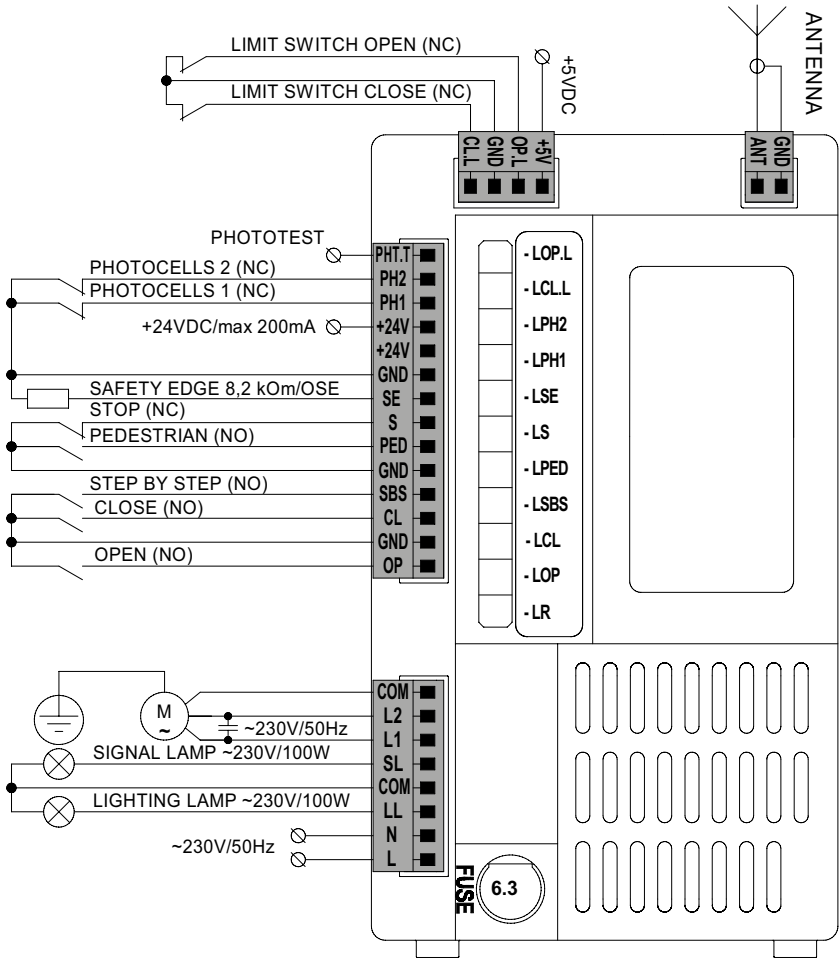 LIMIT SWITCH OPEN (NC)
LIMIT SWITCH CLOSE (NC)
+5VDC
ANTENNA
CL.L
GND
OP.L
+5V
ANT
GND
PHOTOTEST
PHT.T
PHOTOCELLS 2 (NC)
PH2
PHOTOCELLS 1 (NC)
PH1
+24VDC/max 200mA
+24V
+24V
GND
SAFETY EDGE 8,2 kOm/OSE
SE
STOP (NC)
S
PEDESTRIAN (NO)
PED
GND
STEP BY STEP (NO)
SBS
CLOSE (NO)
CL
GND
OPEN (NO)
OP
- LOP.L
- LCL.L
- LPH2
- LPH1
- LSE
- LS
- LPED
- LSBS
- LCL
- LOP
- LR
COM
M
~
L2
~230V/50Hz
L1
SIGNAL LAMP ~230V/100W
SL
COM
LIGHTING LAMP ~230V/100W
LL
N
~230V/50Hz
L
FUSE
6.3